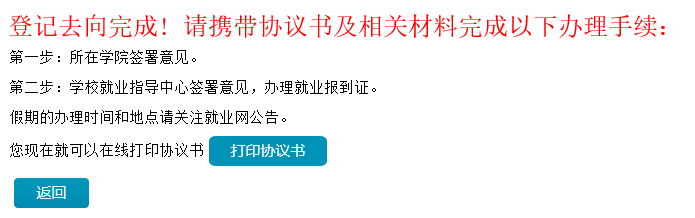 登记去向完成！请携带协议书及相关材料完成以下办理手续：
第一步：所在学院签署意见。
第二步：学校就业指导中心签署意见，办理就业报到证。
假期的办理时间和地点请关注就业网公告。
您现在就可以在线打印协议书 打印协议书
返回